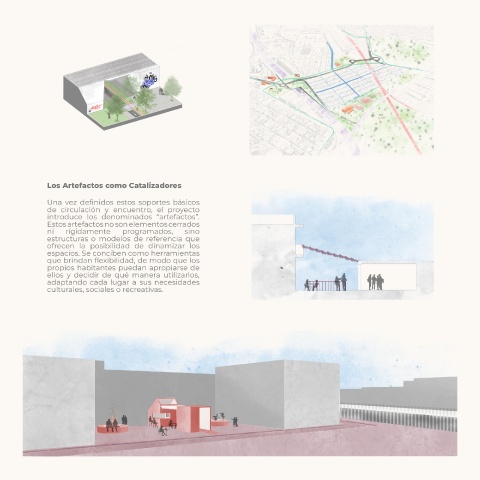 Los Artefactos como Catalizadores
Una vez definidos estos soportes básicos
de circulación y encuentro, el proyecto
introduce los denominados “artefactos”.
Estos artefactos no son elementos cerrados
ni rígidamente programados, sino
estructuras o modelos de referencia que
ofrecen la posibilidad de dinamizar los
espacios. Se conciben como herramientas
que brindan flexibilidad, de modo que los
propios habitantes puedan apropiarse de
ellos y decidir de qué manera utilizarlos,
adaptando cada lugar a sus necesidades
culturales, sociales o recreativas.